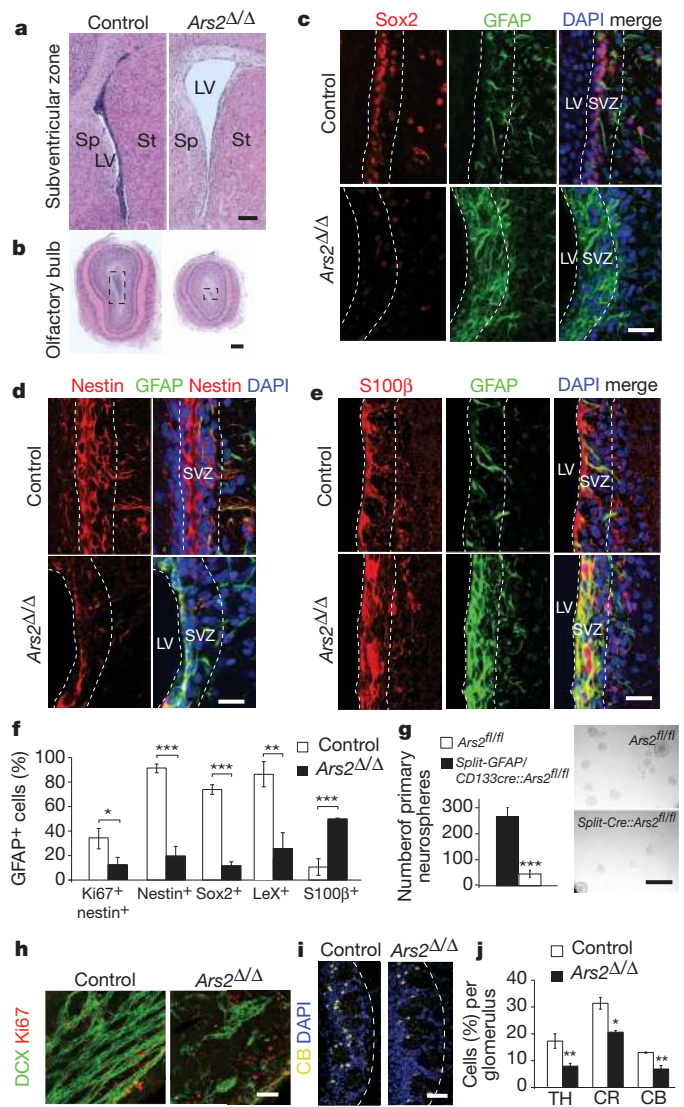 a
Control
Ars2Δ/Δ
Subventricular zone
Sp
LV
St
LV
Sp
St
b
Olfactory bulb
c
Sox2
GFAP
DAPI merge
Control
LV SVZ
Ars2Δ/Δ
LV SVZ
d
Nestin
GFAP Nestin DAPI
Control
SVZ
Ars2Δ/Δ
LV
SVZ
e
S100β
GFAP
DAPI merge
Control
LV
SVZ
Ars2Δ/Δ
LV
SVZ
f
Control
Ars2Δ/Δ
GFAP+ cells (%)
100
80
60
40
20
0
*
***
***
**
***
Ki67+
nestin+
Nestin+
Sox2+
LeX+
S100β+
g
Ars2fl/fl
Split-GFAP/
CD133cre::Ars2fl/fl
Numberof primary
neurospheres
300
200
100
0
***
Ars2fl/fl
Split-Cre::Ars2fl/fl
h
Control
Ars2Δ/Δ
DCX Ki67
i
Control
Ars2Δ/Δ
CB DAPI
j
Control
Ars2Δ/Δ
Cells (%) per
glomerulus
40
30
20
10
0
**
*
**
TH
CR
CB